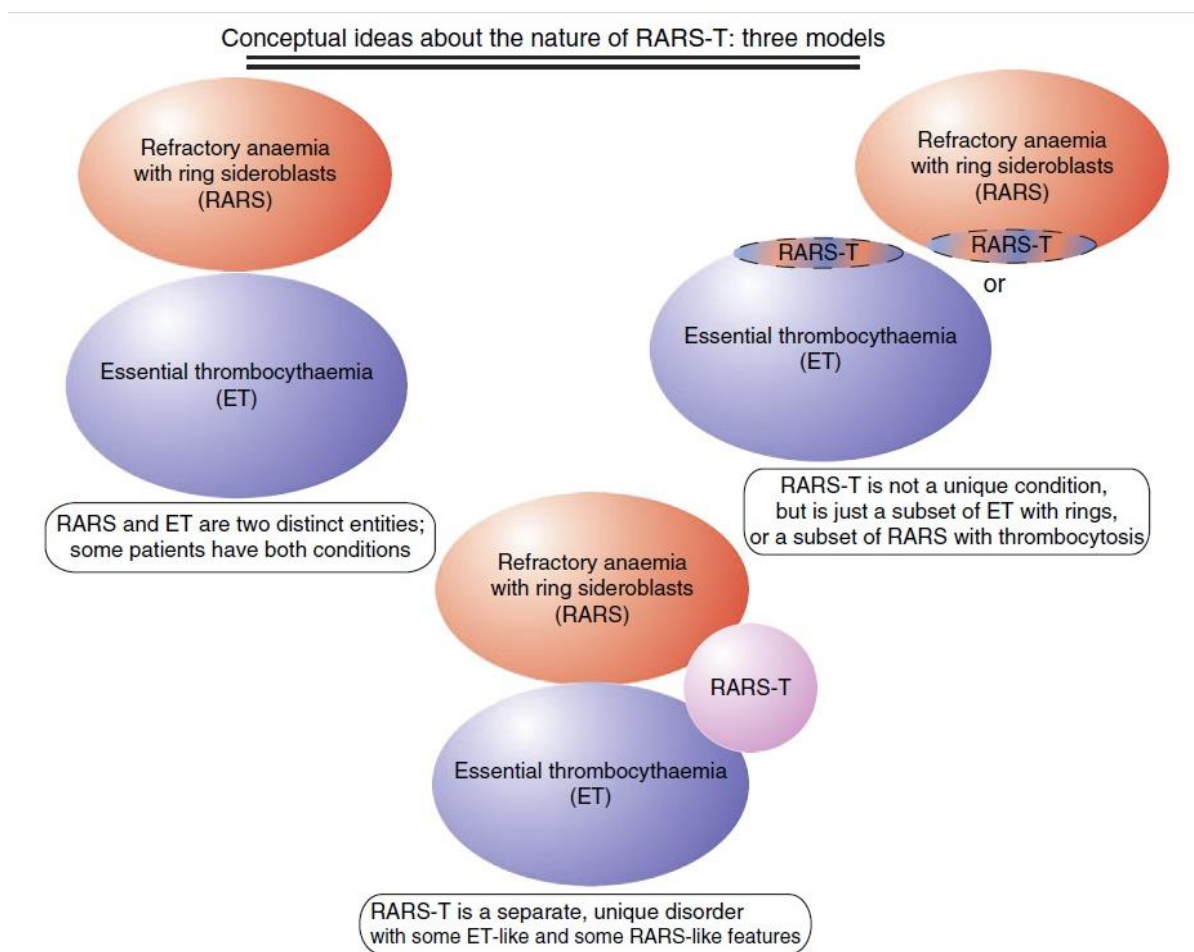 Conceptual ideas about the nature of RARS-T: three models
Refractory anaemia
with ring sideroblasts
(RARS)
Essential thrombocythaemia
(ET)
RARS and ET are two distinct entities;
some patients have both conditions
Refractory anaemia
with ring sideroblasts
(RARS)
RARS-T
RARS-T
or
Essential thrombocythaemia
(ET)
RARS-T is not a unique condition,
but is just a subset of ET with rings,
or a subset of RARS with thrombocytosis
Refractory anaemia
with ring sideroblasts
(RARS)
RARS-T
Essential thrombocythaemia
(ET)
RARS-T is a separate, unique disorder
with some ET-like and some RARS-like features